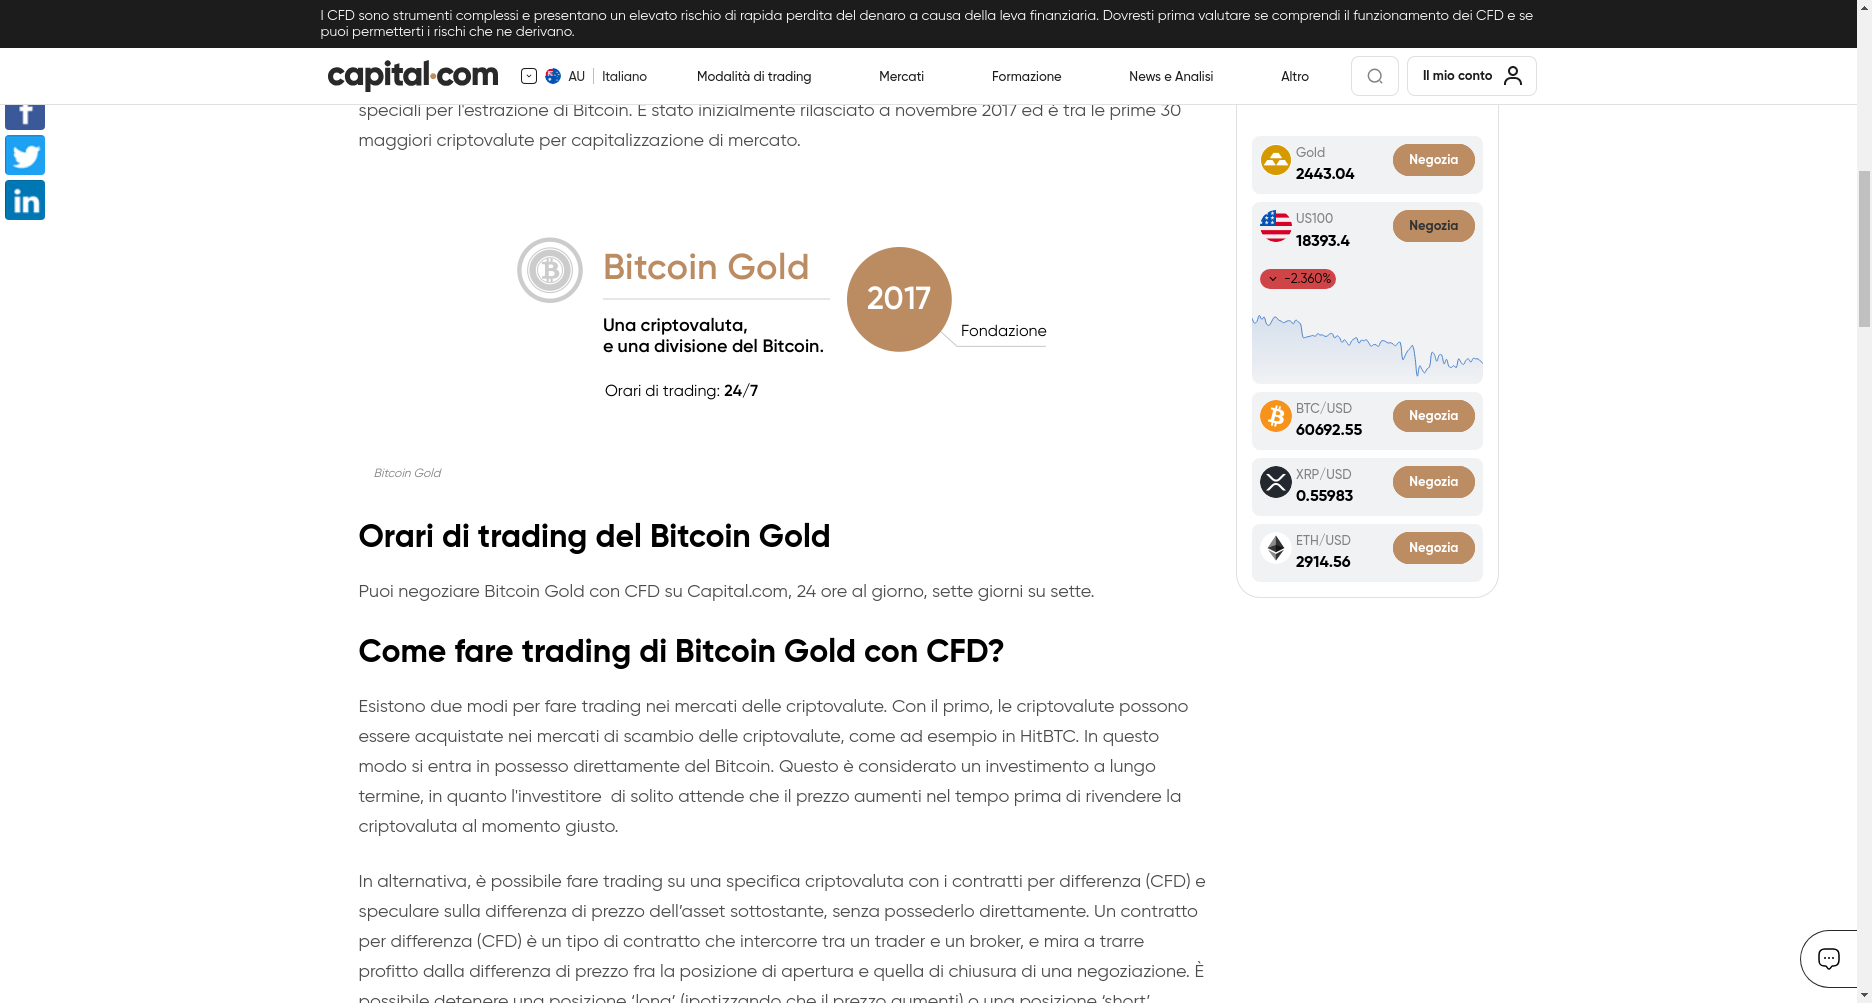 I CFD sono strumenti complessi e presentano un elevato rischio di rapida perdita del denaro a causa della leva finanziaria. Dovresti prima valutare se comprendi il funzionamento dei CFD e se
puoi permetterti i rischi che ne derivano.
capital.com
AU
Italiano
Modalità di trading
Mercati
Formazione
News e Analisi
Altro
Il mio conto
speciali per l'estrazione di Bitcoin. È stato inizialmente rilasciato a novembre 2017 ed è tra le prime 30
maggiori criptovalute per capitalizzazione di mercato.
Bitcoin Gold
Una criptovaluta,
e una divisione del Bitcoin.
Orari di trading: 24/7
2017
Fondazione
Bitcoin Gold
Orari di trading del Bitcoin Gold
Puoi negoziare Bitcoin Gold con CFD su Capital.com, 24 ore al giorno, sette giorni su sette.
Come fare trading di Bitcoin Gold con CFD?
Esistono due modi per fare trading nei mercati delle criptovalute. Con il primo, le criptovalute possono
essere acquistate nei mercati di scambio delle criptovalute, come ad esempio in HitBTC. In questo
modo si entra in possesso direttamente del Bitcoin. Questo è considerato un investimento a lungo
termine, in quanto l'investitore  di solito attende che il prezzo aumenti nel tempo prima di rivendere la
criptovaluta al momento giusto.
In alternativa, è possibile fare trading su una specifica criptovaluta con i contratti per differenza (CFD) e
speculare sulla differenza di prezzo dell’asset sottostante, senza possederlo direttamente. Un contratto
per differenza (CFD) è un tipo di contratto che intercorre tra un trader e un broker, e mira a trarre
profitto dalla differenza di prezzo fra la posizione di apertura e quella di chiusura di una negoziazione. È
possibile detenere una posizione ‘long’ (ipotizzando che il prezzo aumenti) o una posizione ‘short’
Gold
2443.04
Negozia
US100
18393.4
Negozia
-2.360%
BTC/USD
60692.55
Negozia
XRP/USD
0.55983
Negozia
ETH/USD
2914.56
Negozia